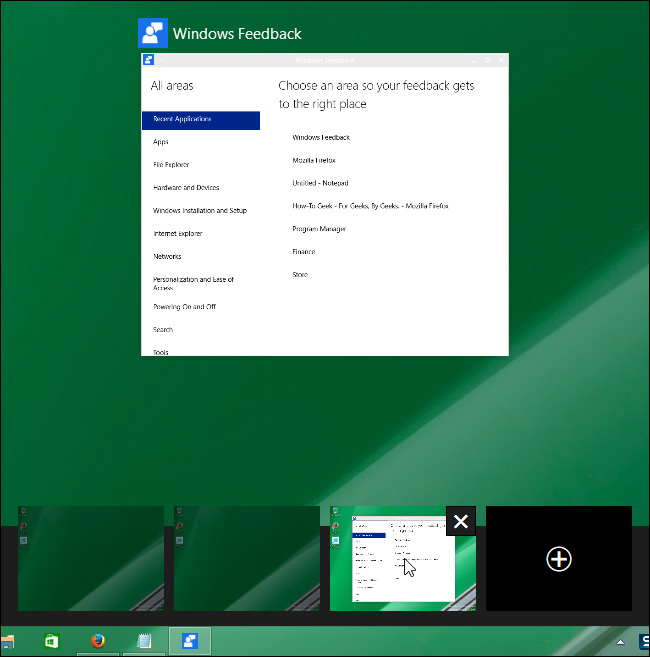 Windows Feedback
Windows Feedback
All areas
Choose an area so your feedback gets
to the right place
Recent Applications
Apps
File Explorer
Hardware and Devices
Windows Installation and Setup
Internet Explorer
Networks
Personalization and Ease of
Access
Powering On and Off
Search
Tools
Windows Feedback
Mozilla Firefox
Untitled - Notepad
How-To Geek - For Geeks, By Geeks. - Mozilla Firefox
Program Manager
Finance
Store